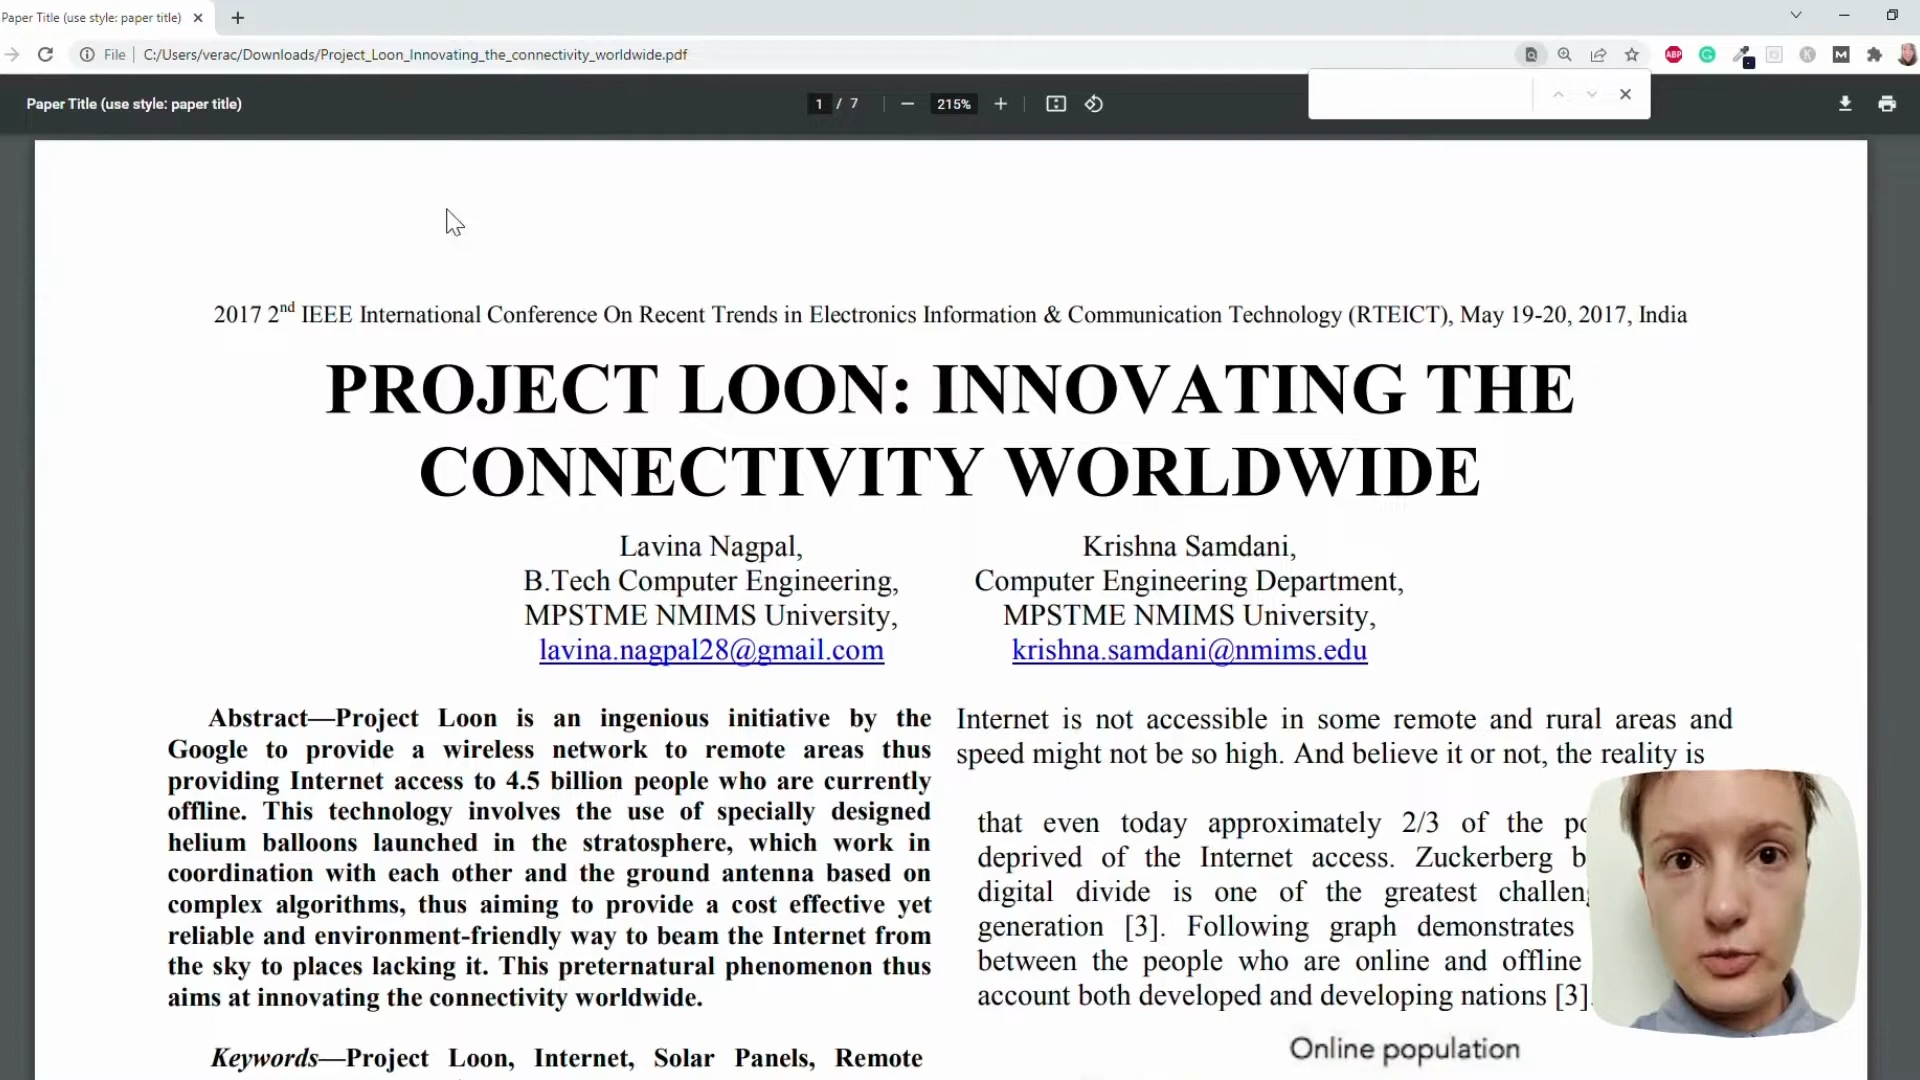 Paper Title (use style: paper title)
File
C:/Users/verac/Downloads/Project_Loon_Innovating_the_connectivity_worldwide.pdf
ABP
K
M
Paper Title (use style: paper title)
1 / 7
215%
2017 2nd IEEE International Conference On Recent Trends in Electronics Information & Communication Technology (RTEICT), May 19-20, 2017, India
PROJECT LOON: INNOVATING THE
CONNECTIVITY WORLDWIDE
Lavina Nagpal,
B.Tech Computer Engineering,
MPSTME NMIMS University,
lavina.nagpal28@gmail.com
Krishna Samdani,
Computer Engineering Department,
MPSTME NMIMS University,
krishna.samdani@nmims.edu
Abstract—Project Loon is an ingenious initiative by the
Google to provide a wireless network to remote areas thus
providing Internet access to 4.5 billion people who are currently
offline. This technology involves the use of specially designed
helium balloons launched in the stratosphere, which work in
coordination with each other and the ground antenna based on
complex algorithms, thus aiming to provide a cost effective yet
reliable and environment-friendly way to beam the Internet from
the sky to places lacking it. This preternatural phenomenon thus
aims at innovating the connectivity worldwide.
Keywords—Project Loon, Internet, Solar Panels, Remote
Internet is not accessible in some remote and rural areas and
speed might not be so high. And believe it or not, the reality is
that even today approximately 2/3 of the
deprived of the Internet access. Zuckerberg
digital divide is one of the greatest
generation [3]. Following graph demonstrates
between the people who are online and offline
account both developed and developing nations [3].
Online population